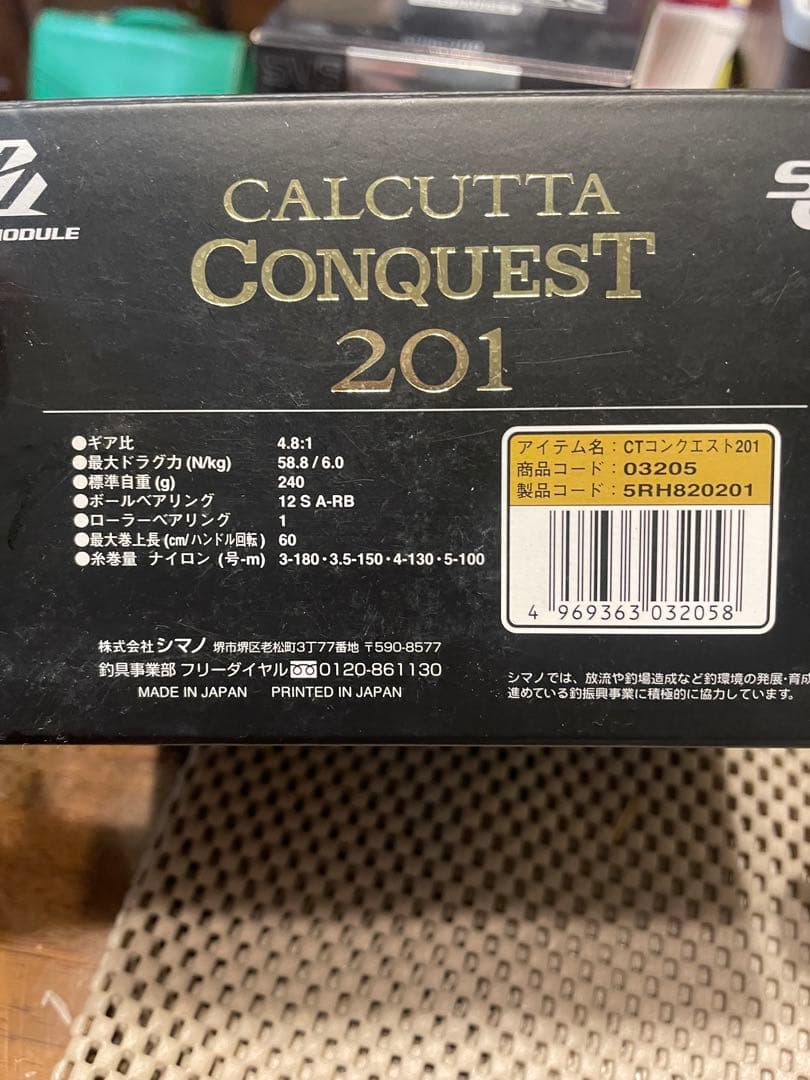 SVS
MODULE
CALCUTTA
CONQUEST
201
●ギア比 4.8:1
●最大ドラグ力(N/kg) 58.8/6.0
●標準自重(g) 240
●ボールベアリング 12 S A-RB
●ローラーベアリング 1
●最大巻上長(cm/ハンドル回転) 60
●糸巻量 ナイロン (号-m) 3-180・3.5-150・4-130・5-100
アイテム名:CTコンクエスト201
商品コード:03205
製品コード:5RH820201
4 969363 032058
株式会社シマノ 堺市堺区老松町3丁77番地 〒590-8577
釣具事業部 フリーダイヤル 0120-861130
MADE IN JAPAN PRINTED IN JAPAN
シマノでは、放流や釣場造成など釣環境の発展・育成
進めている釣振興事業に積極的に協力しています。